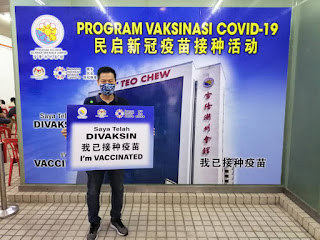 PROGRAM VAKSINASI COVID-19
民启新冠疫苗接种活动
TEO CHEW
Saya Telah
DIVAKSIN
VACCINATED
Saya Telah
DIVAKSIN
我已接种疫苗
I'm VACCINATED
我已接种疫苗